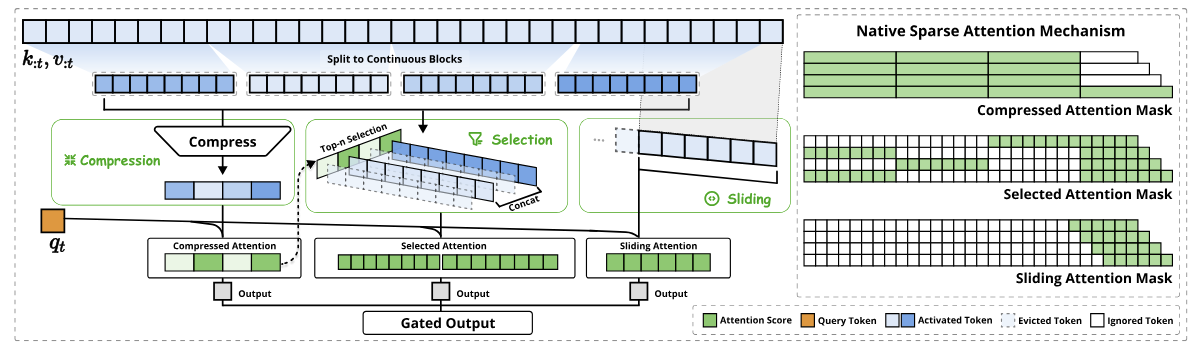 k:t, v:t
Split to Continuous Blocks
Compression
Compress
Top-n Selection
Selection
Concat
...
Sliding
qt
Compressed Attention
Selected Attention
Sliding Attention
Output
Output
Output
Gated Output
Native Sparse Attention Mechanism
Compressed Attention Mask
Selected Attention Mask
Sliding Attention Mask
Attention Score
Query Token
Activated Token
Evicted Token
Ignored Token